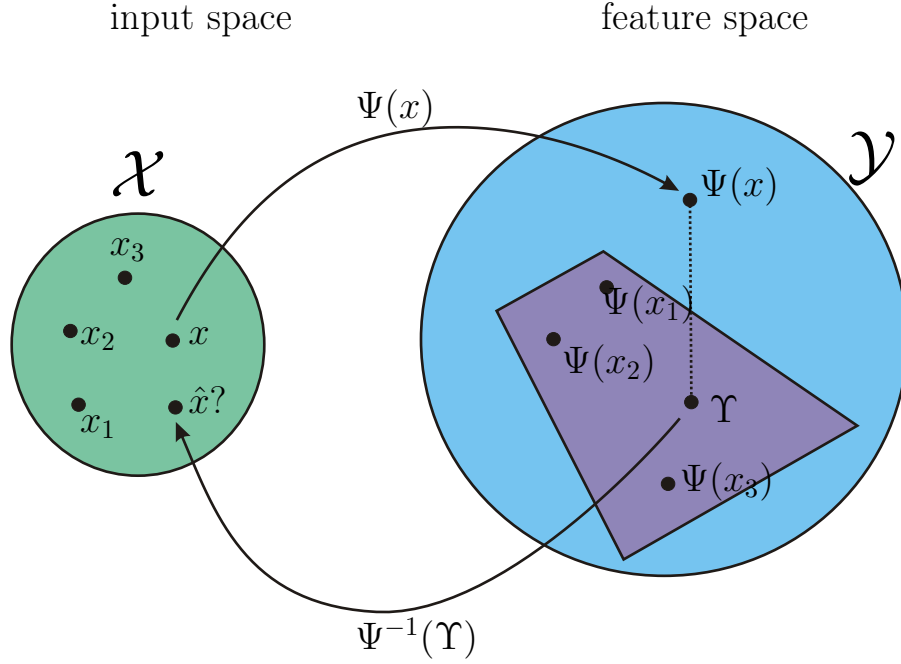 input space
feature space
Ψ(x)
𝒳
𝒴
Ψ(x)
x₃
Ψ(x₁)
x₂
x
Ψ(x₂)
x̂?
x₁
Υ
Ψ(x₃)
Ψ⁻¹(Υ)